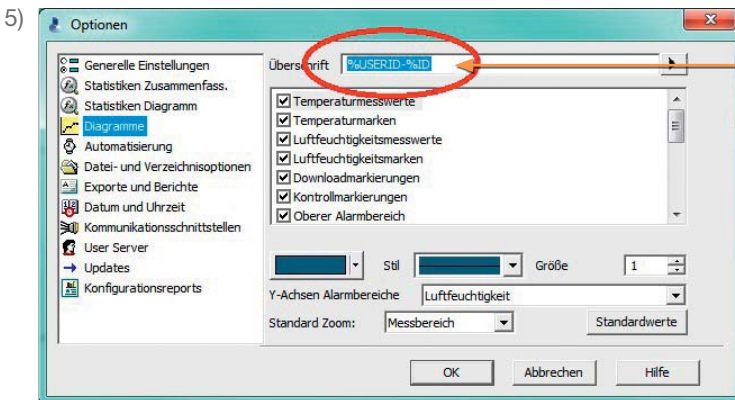 5)
Optionen
Generelle Einstellungen
Statistiken Zusammenfass.
Statistiken Diagramm
Diagramme
Automatisierung
Datei- und Verzeichnisoptionen
Exporte und Berichte
Datum und Uhrzeit
Kommunikationsschnittstellen
User Server
Updates
Konfigurationsreports
Überschrift %USERID-%ID
Temperaturmesswerte
Temperaturmarken
Luftfeuchtigkeitsmesswerte
Luftfeuchtigkeitsmarken
Downloadmarkierungen
Kontrollmarkierungen
Oberer Alarmbereich
Stil Größe 1
Y-Achsen Alarmbereiche Luftfeuchtigkeit
Standard Zoom: Messbereich Standardwerte
OK Abbrechen Hilfe